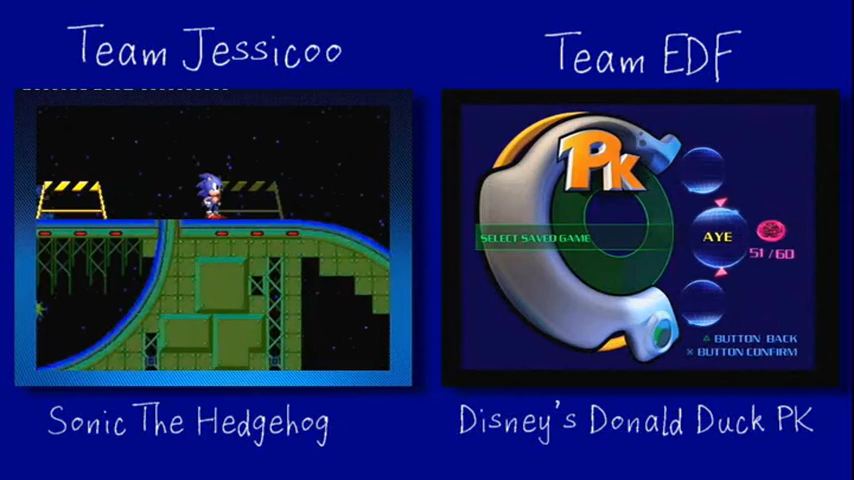 Team Jessicoo
Team EDF
PK
SELECT SAVED GAME
AYE
51/60
△ BUTTON BACK
× BUTTON CONFIRM
Sonic The Hedgehog
Disney's Donald Duck PK